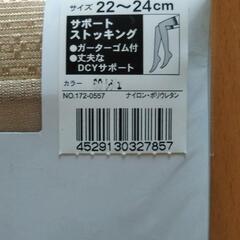 サイズ 22～24cm
サポート
ストッキング
●ガーターゴム付
●丈夫な
DCYサポート
カラー
NO.172-0557 ナイロン・ポリウレタン
4529130327857